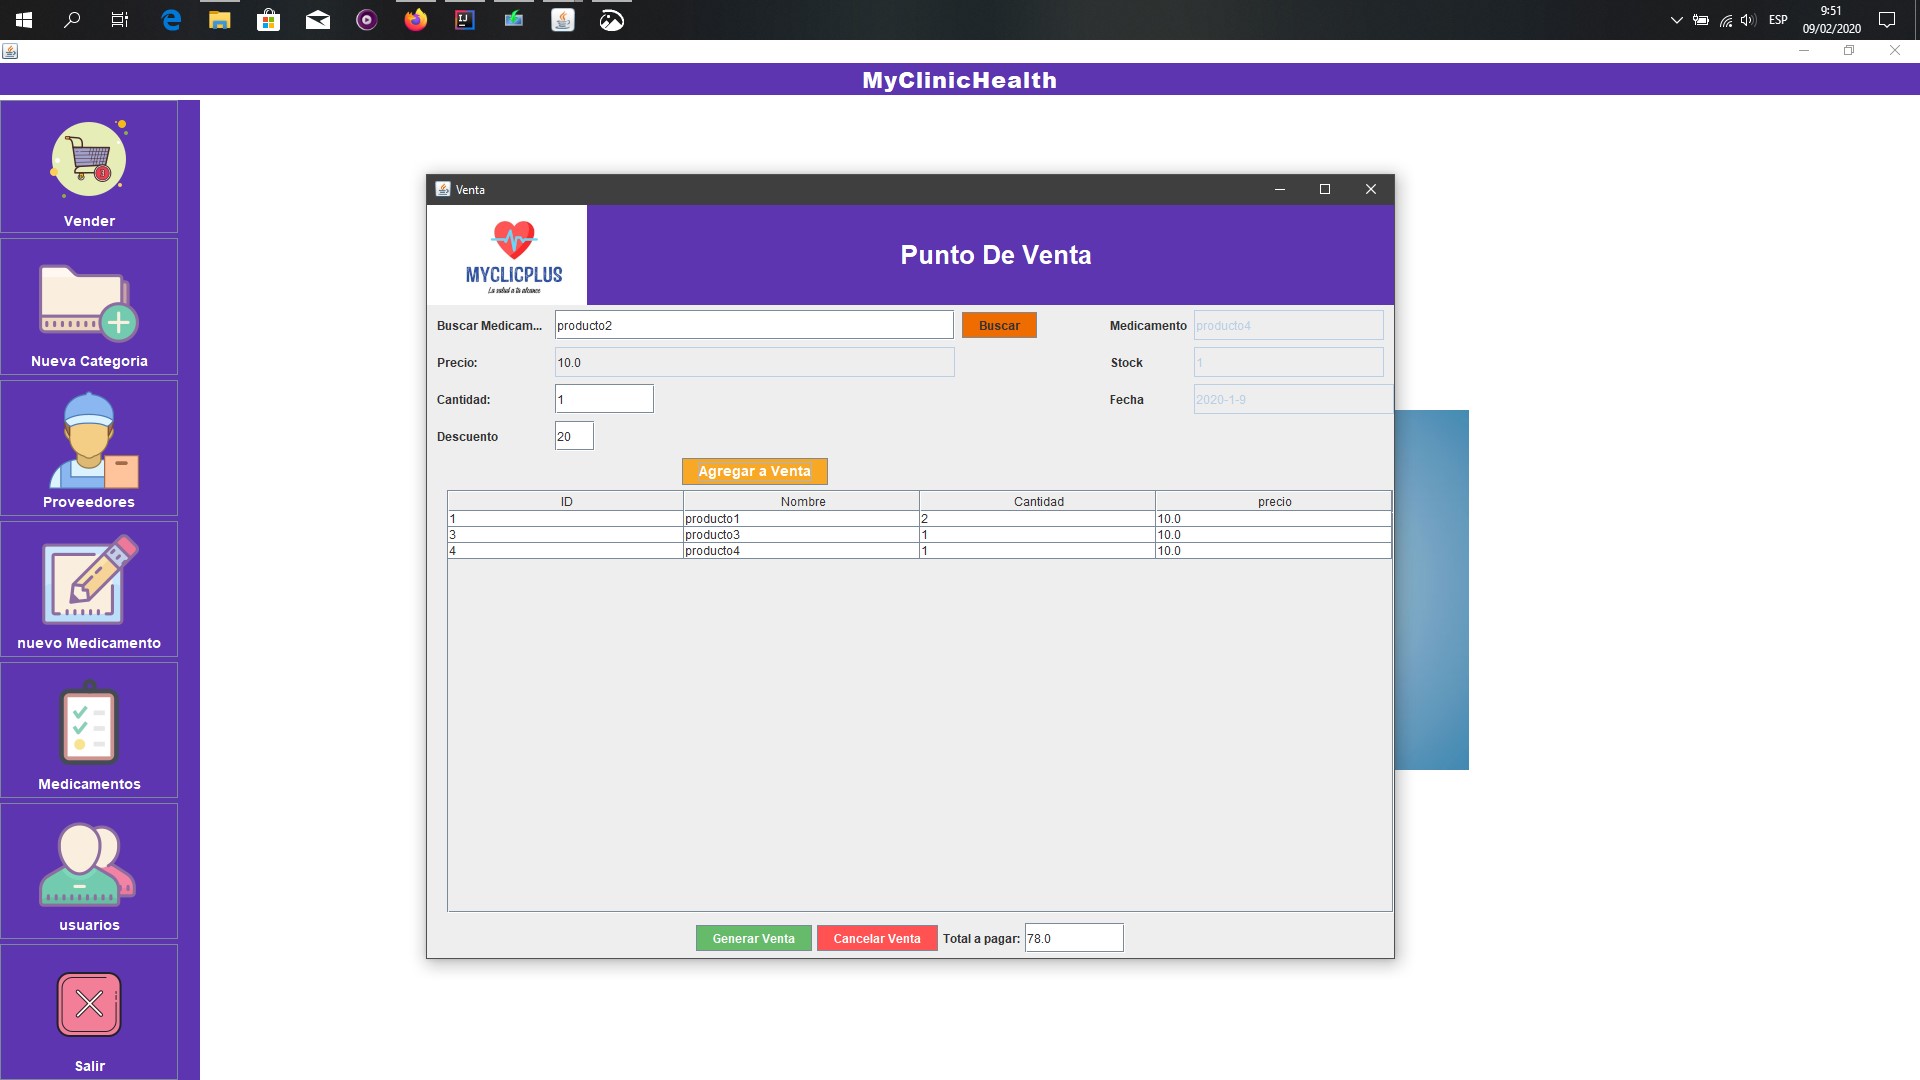 ESP
9:51
09/02/2020
MyClinicHealth
Vender
Nueva Categoria
Proveedores
nuevo Medicamento
Medicamentos
usuarios
Salir
Venta
MYCLICPLUS
La salud a tu alcance
Punto De Venta
Buscar Medicam... producto2 Buscar Medicamento producto4
Precio: 10.0 Stock 1
Cantidad: 1 Fecha 2020-1-9
Descuento 20
Agregar a Venta
ID Nombre Cantidad precio
1 producto1 2 10.0
3 producto3 1 10.0
4 producto4 1 10.0
Generar Venta Cancelar Venta Total a pagar: 78.0